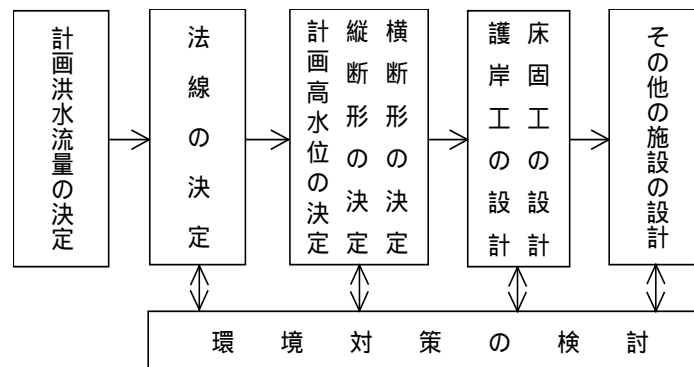 計画洪水流量の決定
法線の決定
横断形の決定
縦断形の決定
計画高水位の決定
床固工の設計
護岸工の設計
その他の施設の設計
環境対策の検討